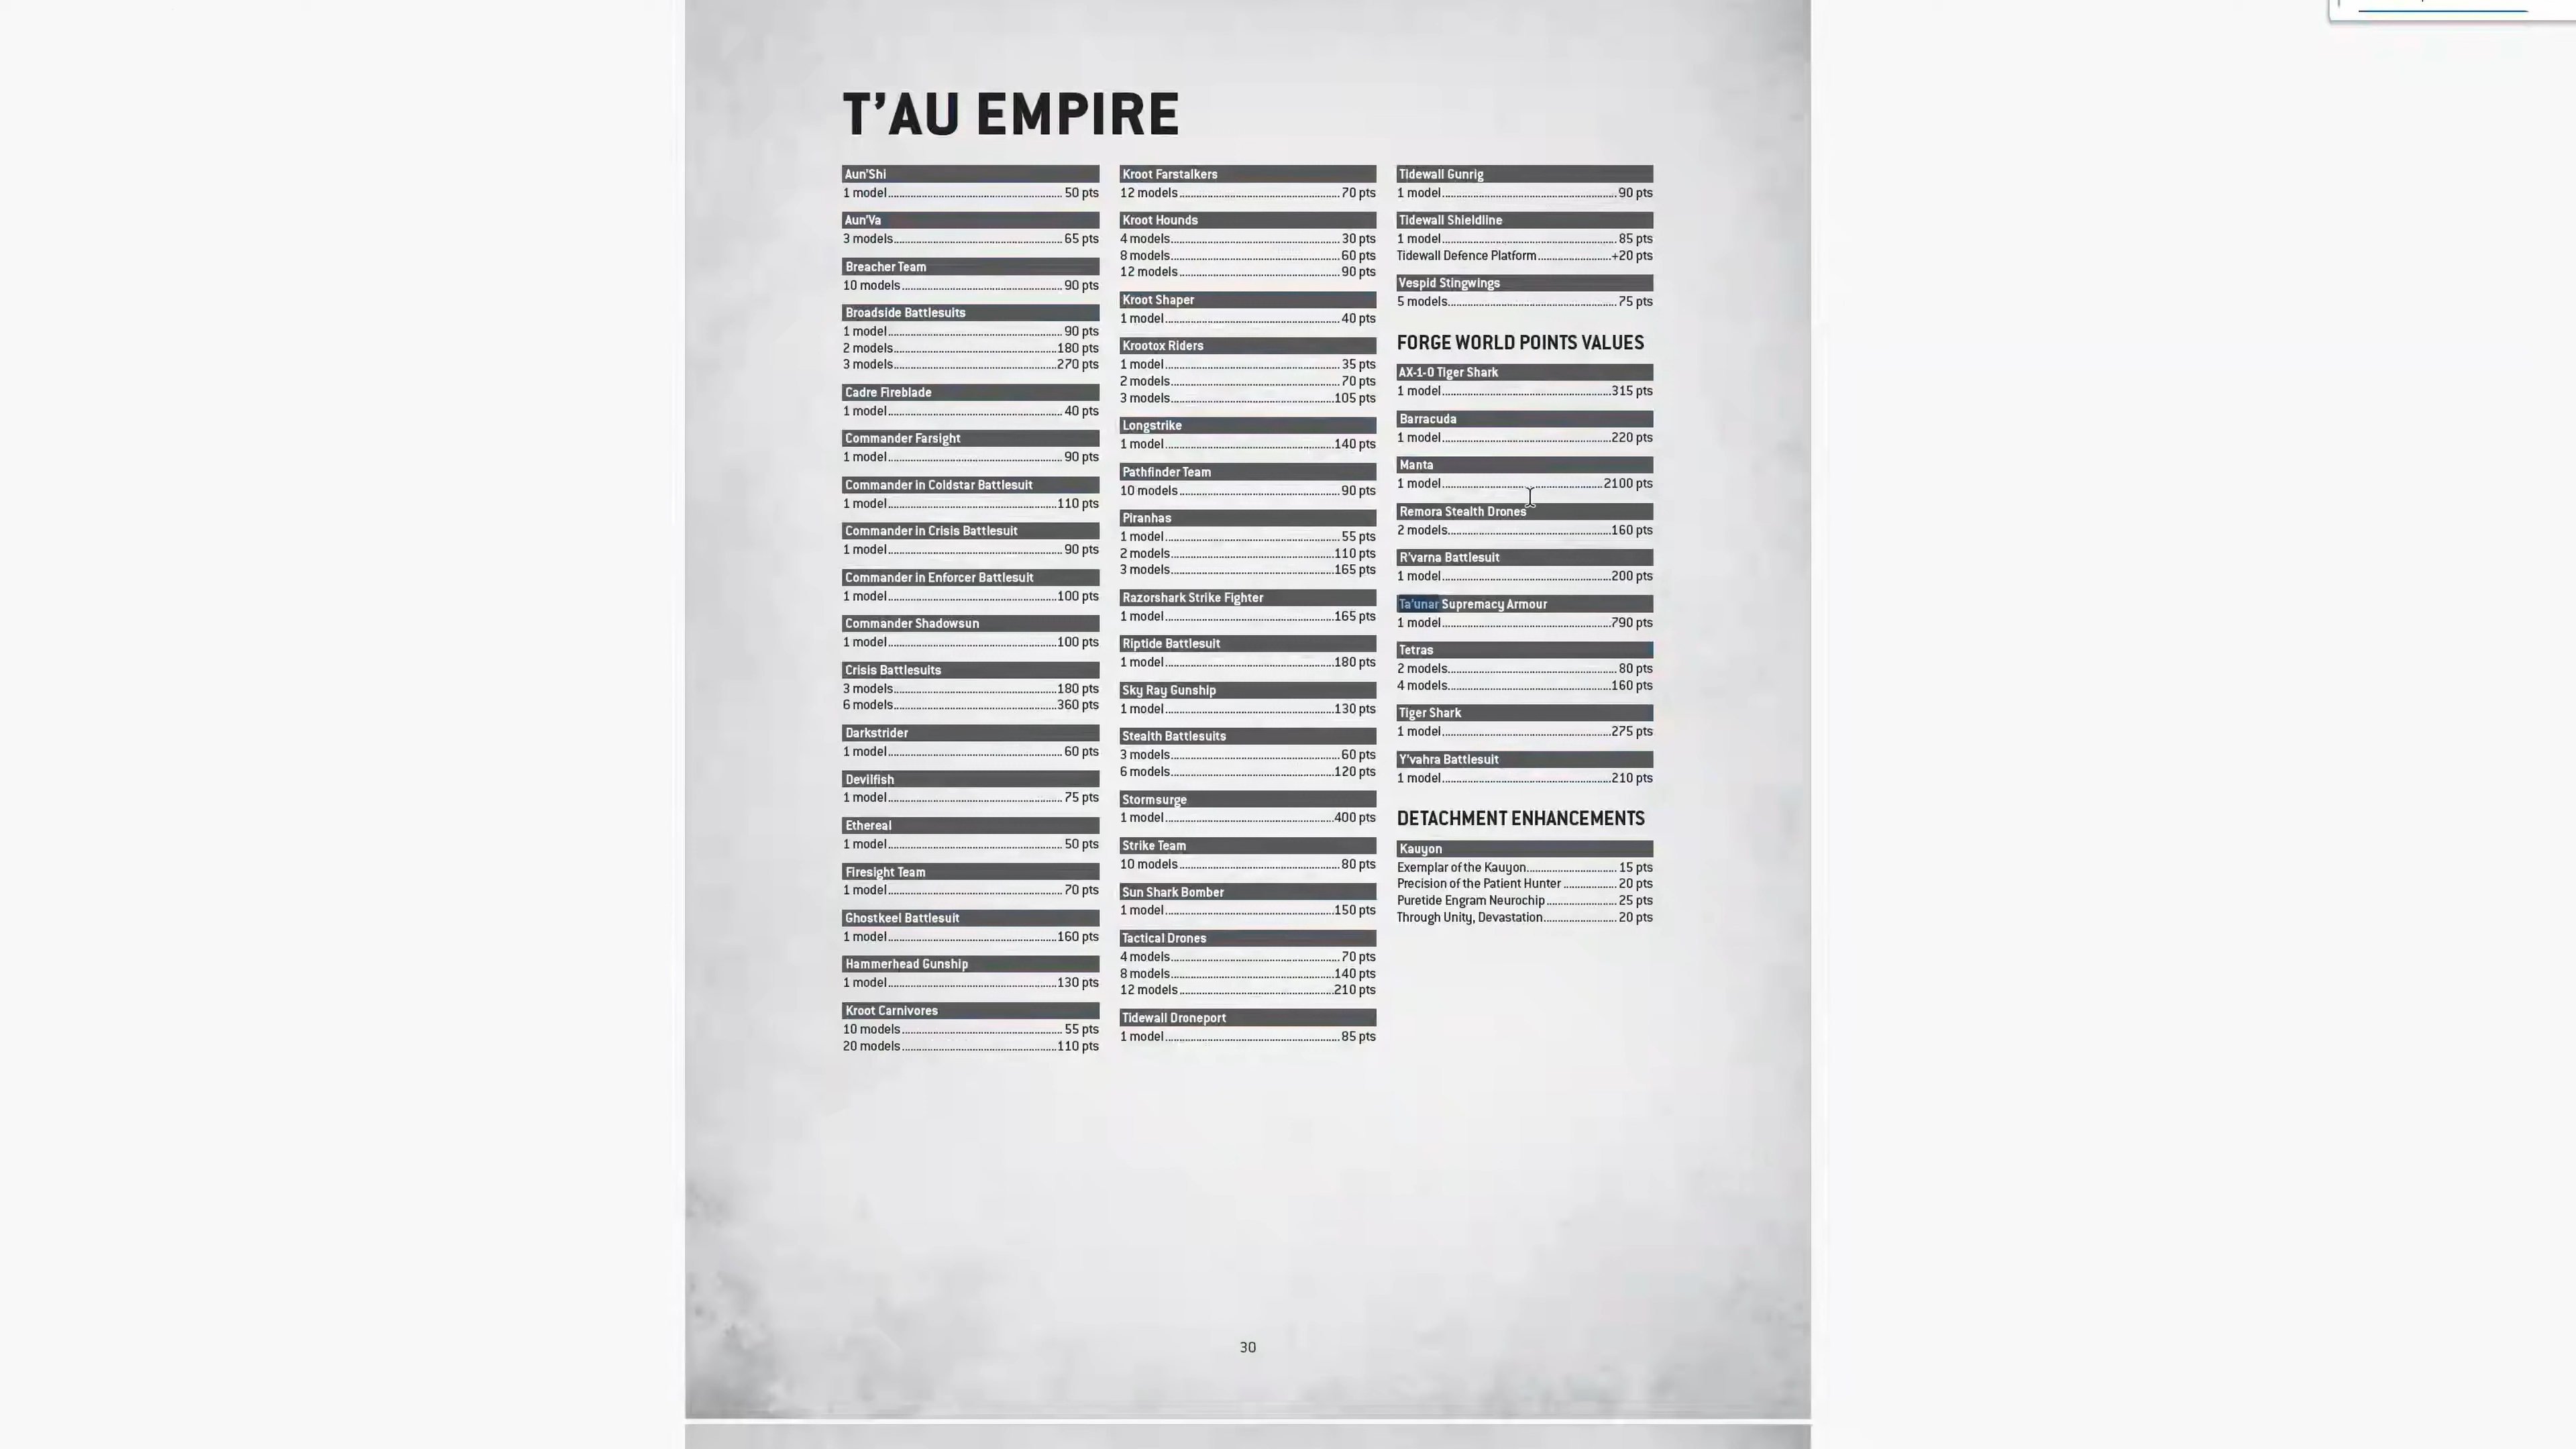 T'AU EMPIRE
Aun'Shi
1 model 50 pts
Aun'Va
3 models 65 pts
Breacher Team
10 models 90 pts
Broadside Battlesuits
1 model 90 pts
2 models 180 pts
3 models 270 pts
Cadre Fireblade
1 model 40 pts
Commander Farsight
1 model 90 pts
Commander in Coldstar Battlesuit
1 model 110 pts
Commander in Crisis Battlesuit
1 model 90 pts
Commander in Enforcer Battlesuit
1 model 100 pts
Commander Shadowsun
1 model 100 pts
Crisis Battlesuits
3 models 180 pts
6 models 360 pts
Darkstrider
1 model 60 pts
Devilfish
1 model 75 pts
Ethereal
1 model 50 pts
Firesight Team
1 model 70 pts
Ghostkeel Battlesuit
1 model 160 pts
Hammerhead Gunship
1 model 130 pts
Kroot Carnivores
10 models 55 pts
20 models 110 pts
Kroot Farstalkers
12 models 70 pts
Kroot Hounds
4 models 30 pts
8 models 60 pts
12 models 90 pts
Kroot Shaper
1 model 40 pts
Krootox Riders
1 model 35 pts
2 models 70 pts
3 models 105 pts
Longstrike
1 model 140 pts
Pathfinder Team
10 models 90 pts
Piranhas
1 model 55 pts
2 models 110 pts
3 models 165 pts
Razorshark Strike Fighter
1 model 165 pts
Riptide Battlesuit
1 model 180 pts
Sky Ray Gunship
1 model 130 pts
Stealth Battlesuits
3 models 60 pts
6 models 120 pts
Stormsurge
1 model 400 pts
Strike Team
10 models 80 pts
Sun Shark Bomber
1 model 150 pts
Tactical Drones
4 models 70 pts
8 models 140 pts
12 models 210 pts
Tidewall Droneport
1 model 85 pts
Tidewall Gunrig
1 model 90 pts
Tidewall Shieldline
1 model 85 pts
Tidewall Defence Platform +20 pts
Vespid Stingwings
5 models 75 pts
FORGE WORLD POINTS VALUES
AX-1-0 Tiger Shark
1 model 315 pts
Barracuda
1 model 220 pts
Manta
1 model 2100 pts
Remora Stealth Drones
2 models 160 pts
R'varna Battlesuit
1 model 200 pts
Ta'unar Supremacy Armour
1 model 790 pts
Tetras
2 models 80 pts
4 models 160 pts
Tiger Shark
1 model 275 pts
Y'vahra Battlesuit
1 model 210 pts
DETACHMENT ENHANCEMENTS
Kauyon
Exemplar of the Kauyon 15 pts
Precision of the Patient Hunter 20 pts
Puretide Engram Neurochip 25 pts
Through Unity, Devastation 20 pts
30